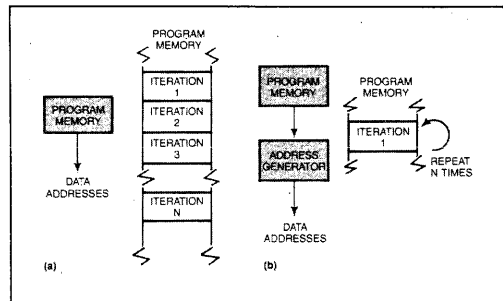 PROGRAM
MEMORY
DATA
ADDRESSES
(a)
PROGRAM
MEMORY
ITERATION
1
ITERATION
2
ITERATION
3
ITERATION
N
PROGRAM
MEMORY
ADDRESS
GENERATOR
DATA
ADDRESSES
(b)
PROGRAM
MEMORY
ITERATION
1
REPEAT
N TIMES